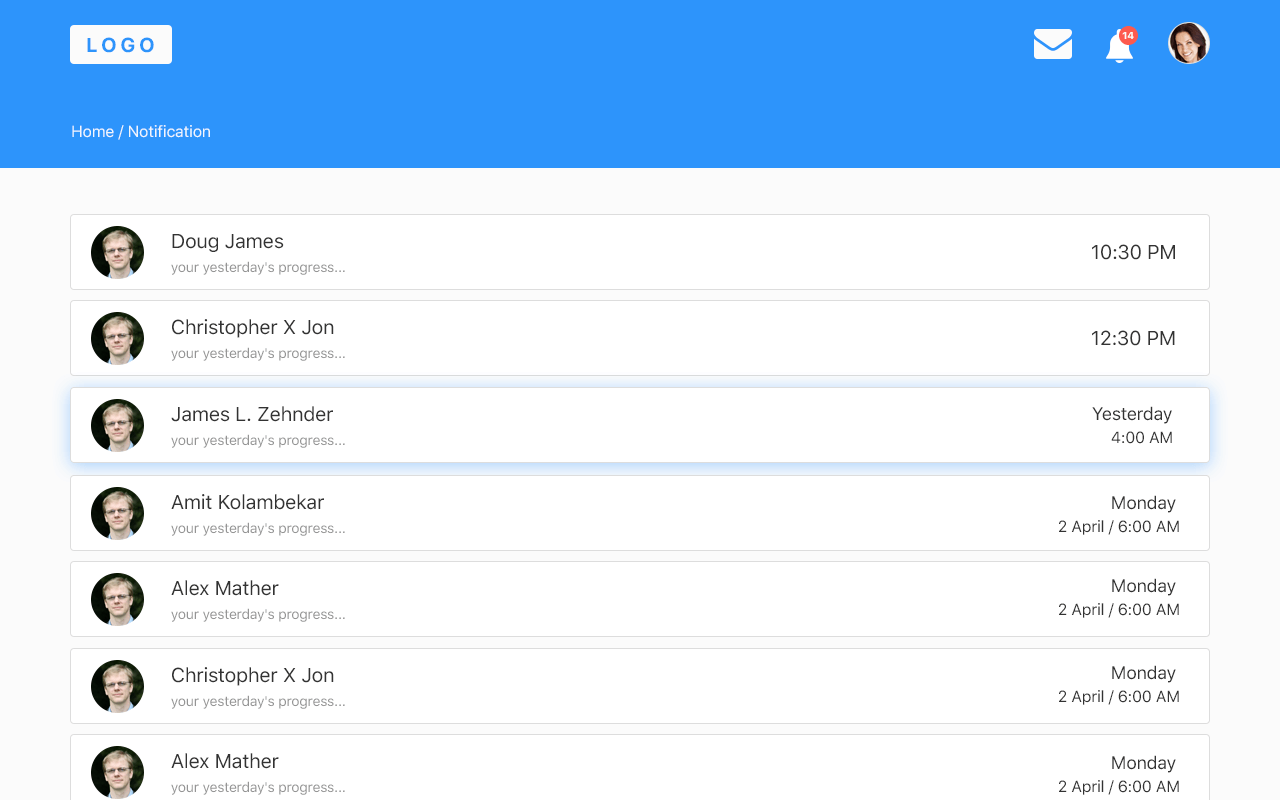 LOGO
14
Home / Notification
Doug James
your yesterday's progress...
10:30 PM
Christopher X Jon
your yesterday's progress...
12:30 PM
James L. Zehnder
your yesterday's progress...
Yesterday
4:00 AM
Amit Kolambekar
your yesterday's progress...
Monday
2 April / 6:00 AM
Alex Mather
your yesterday's progress...
Monday
2 April / 6:00 AM
Christopher X Jon
your yesterday's progress...
Monday
2 April / 6:00 AM
Alex Mather
your yesterday's progress...
Monday
2 April / 6:00 AM